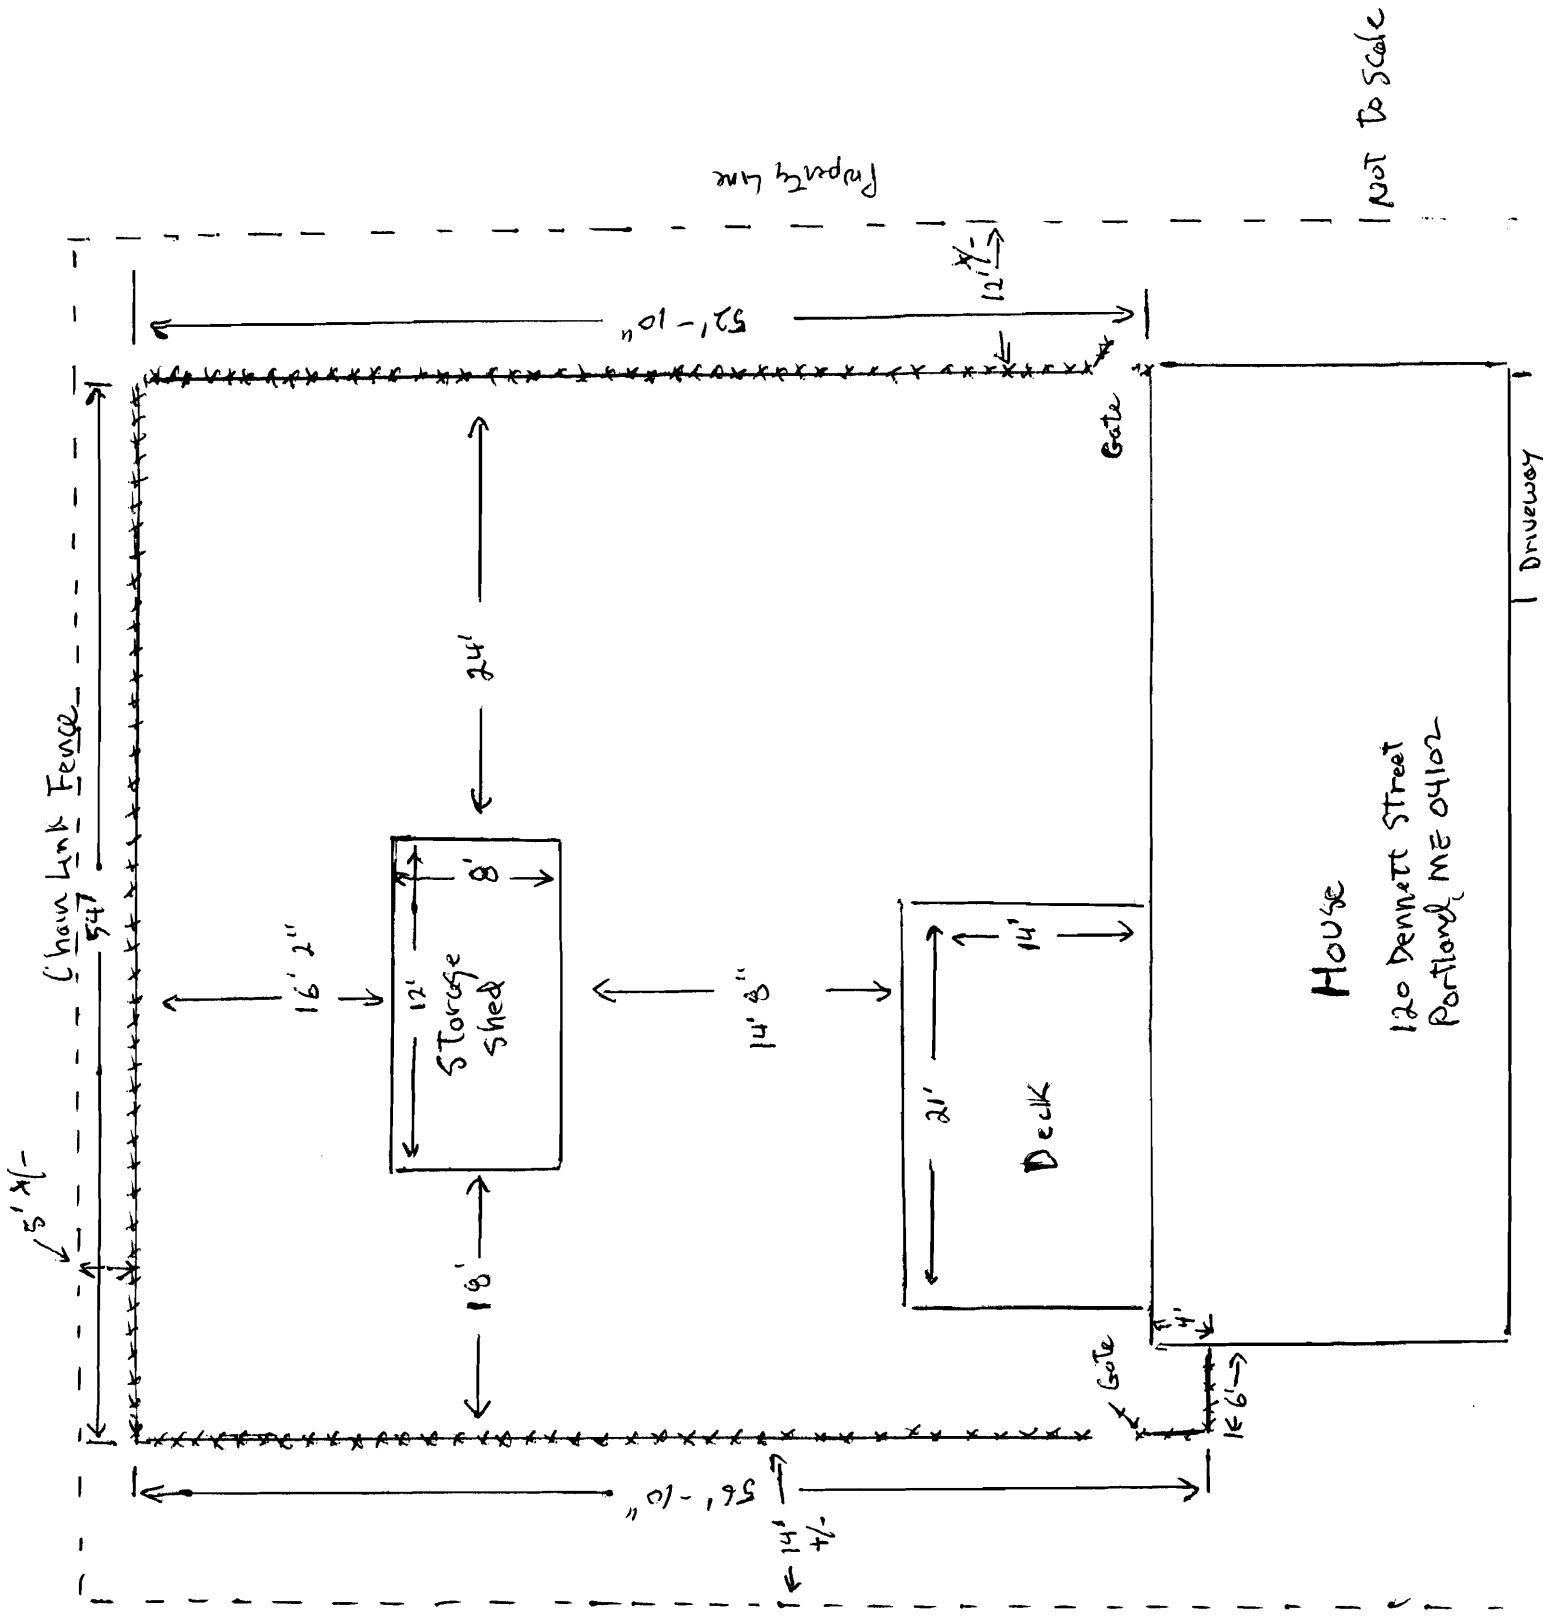 Chain Link Fence
54'
5' +/-
Property Line
52'-10"
12' +/-
16' 2"
12'
8'
Storage
Shed
18'
24'
14' 8"
56'-10"
14'
+/-
21'
14'
Deck
Gate
Gate
4'
6'
House
120 Dennett Street
Portland, ME 04102
Driveway
Not To Scale